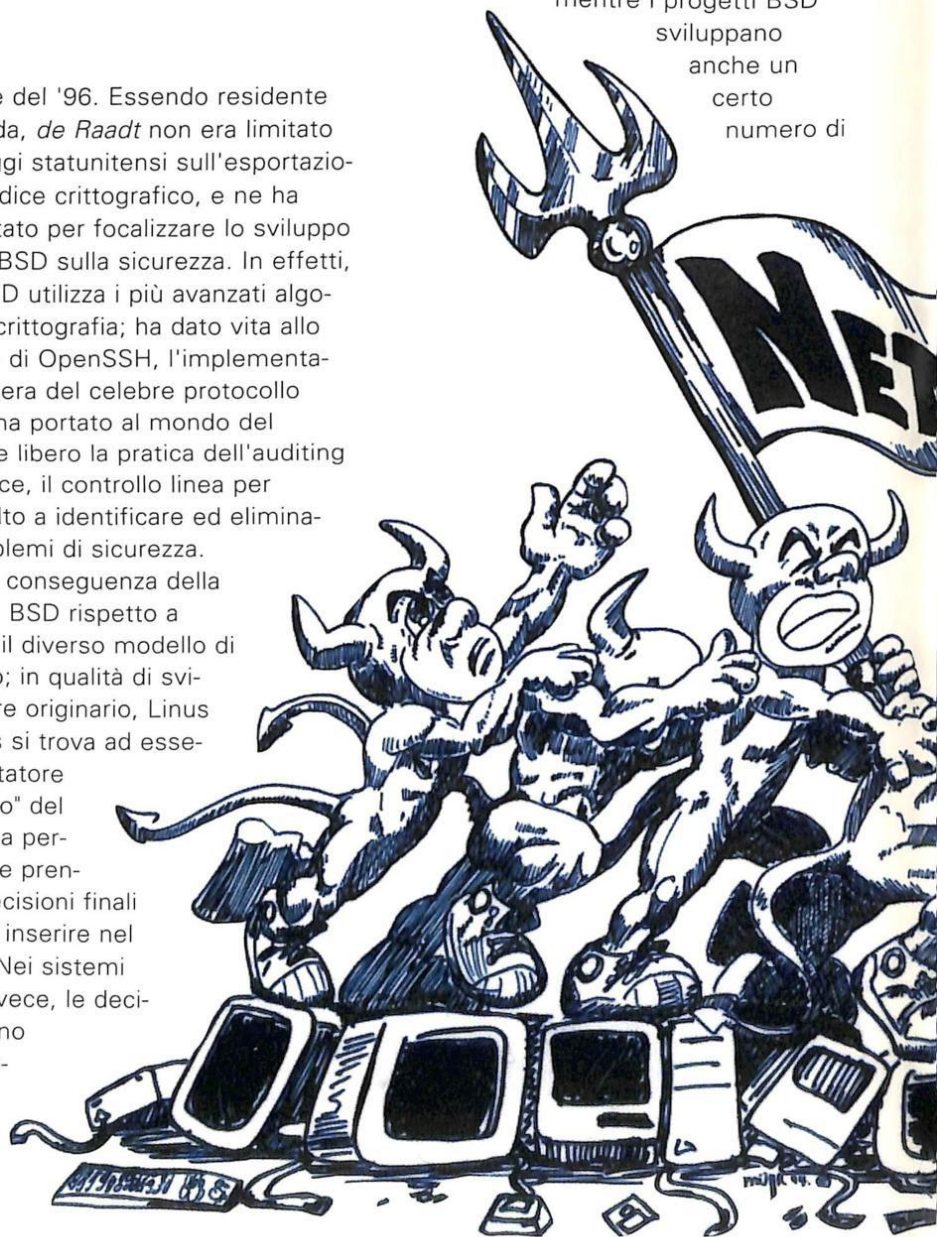 e del '96. Essendo residente
da, de Raadt non era limitato
ggi statunitensi sull'esportazio-
dice crittografico, e ne ha
tato per focalizzare lo sviluppo
BSD sulla sicurezza. In effetti,
D utilizza i più avanzati algo-
crittografia; ha dato vita allo
di OpenSSH, l'implementa-
era del celebre protocollo
ha portato al mondo del
e libero la pratica dell'auditing
ce, il controllo linea per
lto a identificare ed elimina-
blemi di sicurezza.
conseguenza della
BSD rispetto a
il diverso modello di
o; in qualità di svi-
re originario, Linus
s si trova ad esse-
tatore
o" del
a per-
e pren-
cisioni finali
inserire nel
Nei sistemi
vece, le deci-
no
-
mentre i progetti BSD
sviluppano
anche un
certo
numero di
NET